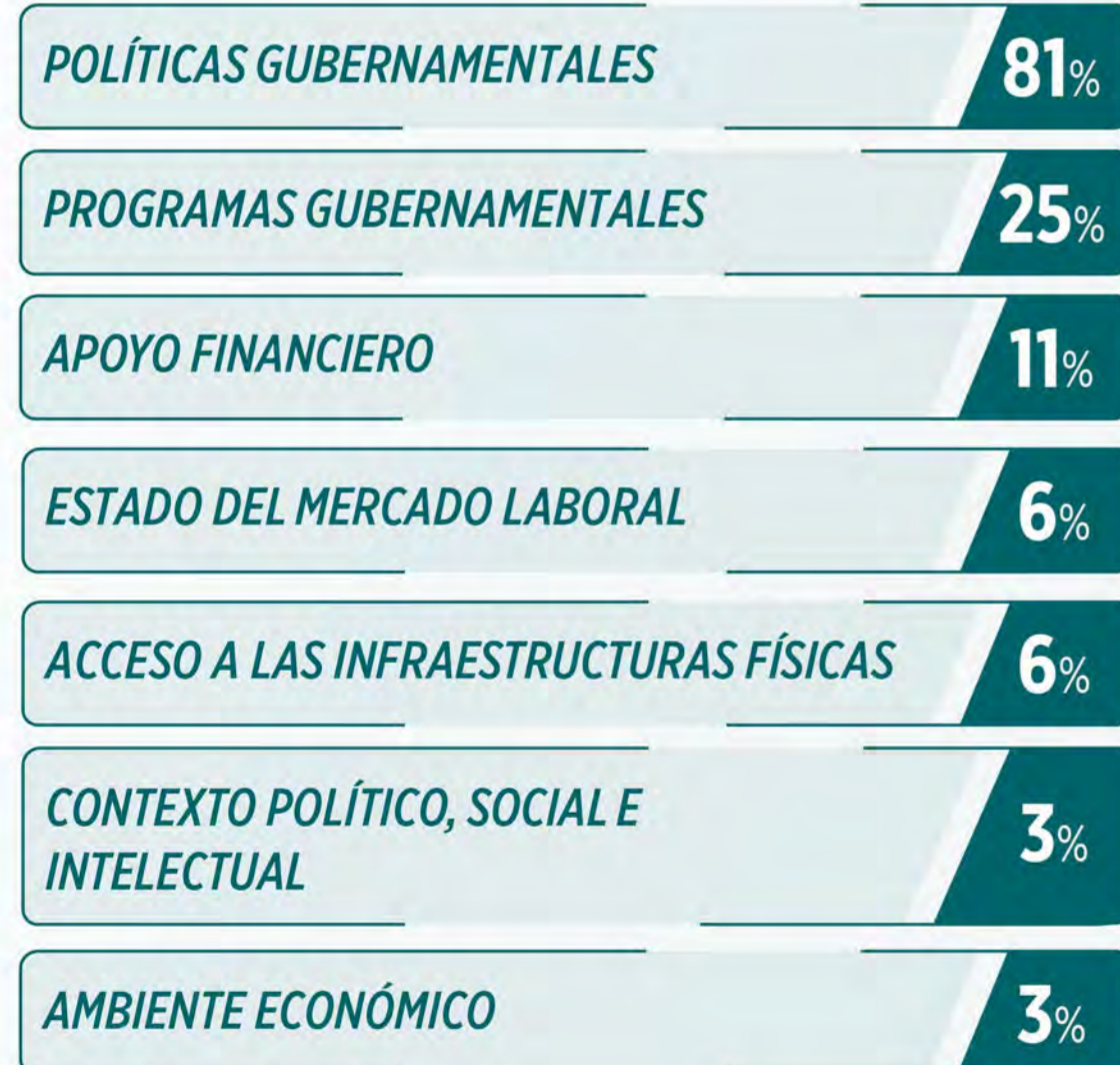 POLÍTICAS GUBERNAMENTALES 81%
PROGRAMAS GUBERNAMENTALES 25%
APOYO FINANCIERO 11%
ESTADO DEL MERCADO LABORAL 6%
ACCESO A LAS INFRAESTRUCTURAS FÍSICAS 6%
CONTEXTO POLÍTICO, SOCIAL E
INTELECTUAL 3%
AMBIENTE ECONÓMICO 3%